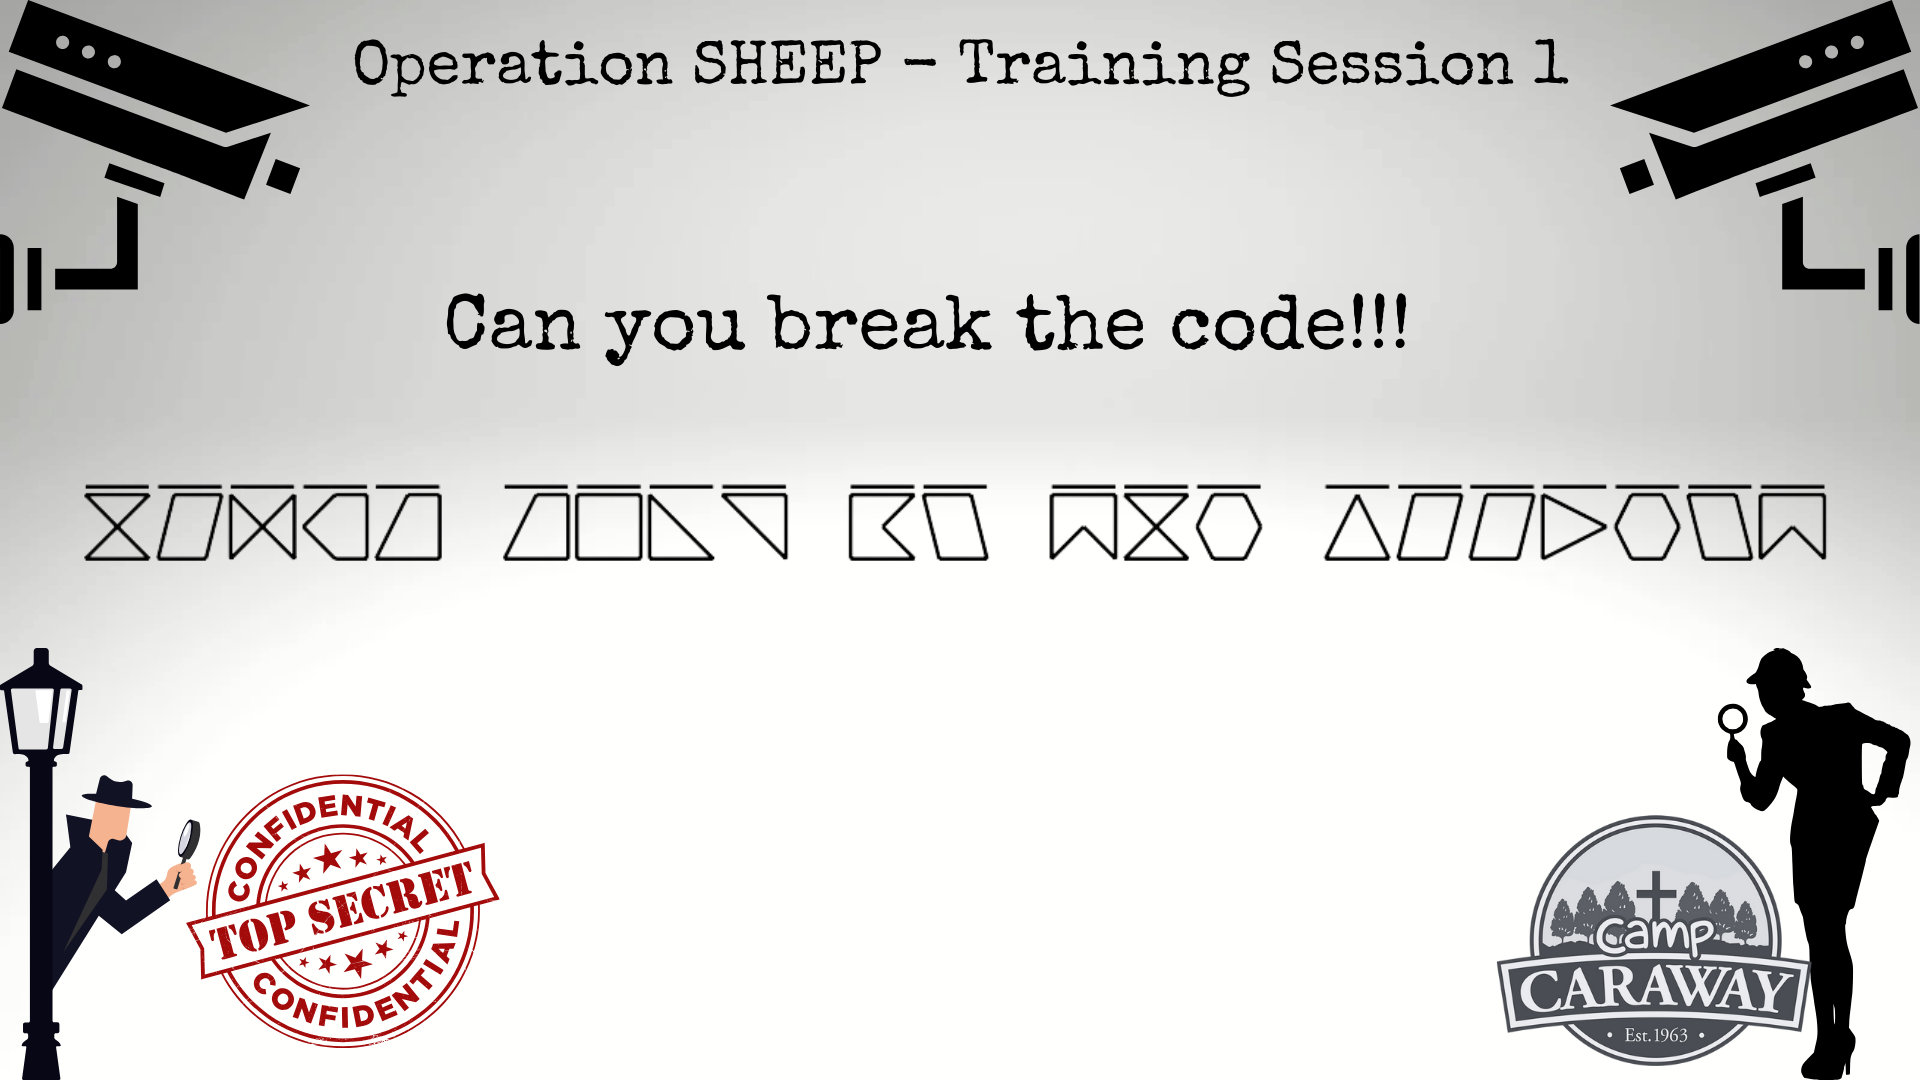 Operation SHEEP - Training Session 1
Can you break the code!!!
CONFIDENTIAL
TOP SECRET
CONFIDENTIAL
camp
CARAWAY
• Est.1963 •